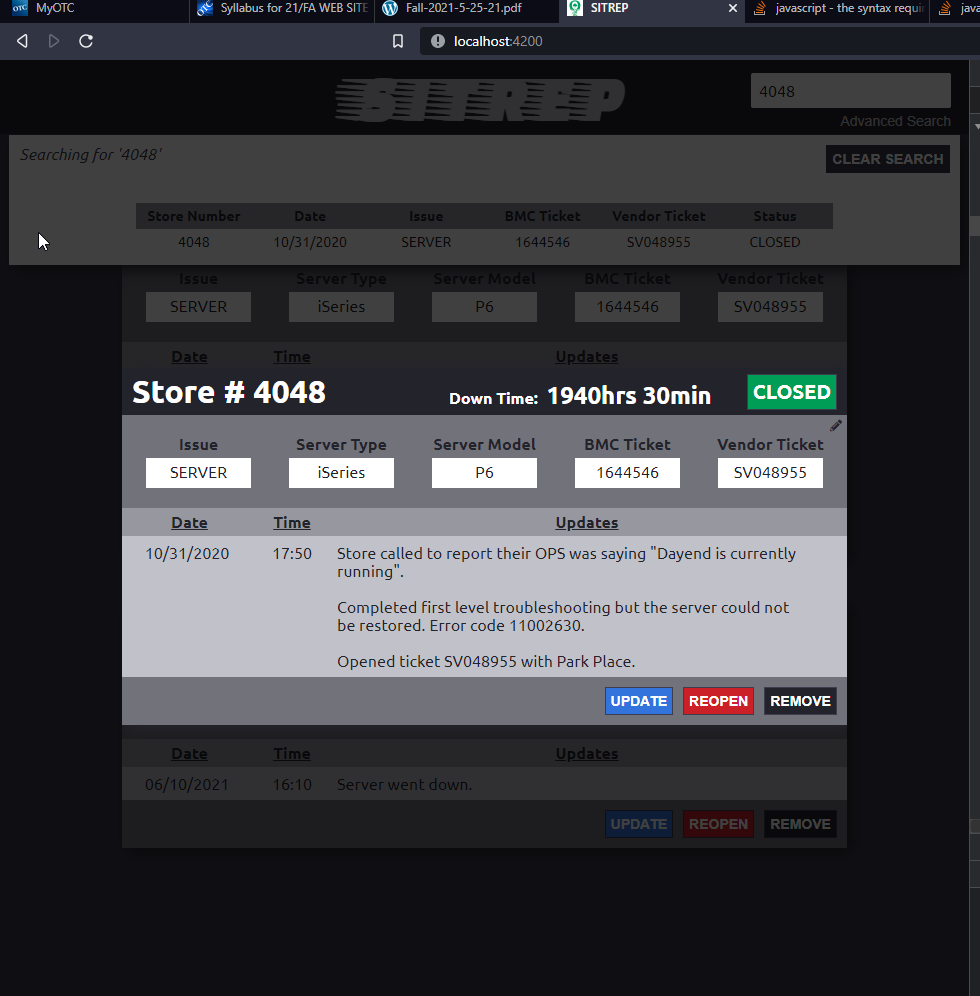 MyOTC
Syllabus for 21/FA WEB SITE
Fall-2021-5-25-21.pdf
SITREP
javascript - the syntax requi
java
localhost:4200
SITREP
4048
Advanced Search
Searching for '4048'
CLEAR SEARCH
Store Number Date Issue BMC Ticket Vendor Ticket Status
4048 10/31/2020 SERVER 1644546 SV048955 CLOSED
Issue Server Type Server Model BMC Ticket Vendor Ticket
SERVER iSeries P6 1644546 SV048955
Date Time Updates
Store # 4048 Down Time: 1940hrs 30min CLOSED
Issue Server Type Server Model BMC Ticket Vendor Ticket
SERVER iSeries P6 1644546 SV048955
Date Time Updates
10/31/2020 17:50 Store called to report their OPS was saying "Dayend is currently
running".
Completed first level troubleshooting but the server could not
be restored. Error code 11002630.
Opened ticket SV048955 with Park Place.
UPDATE REOPEN REMOVE
Date Time Updates
06/10/2021 16:10 Server went down.
UPDATE REOPEN REMOVE